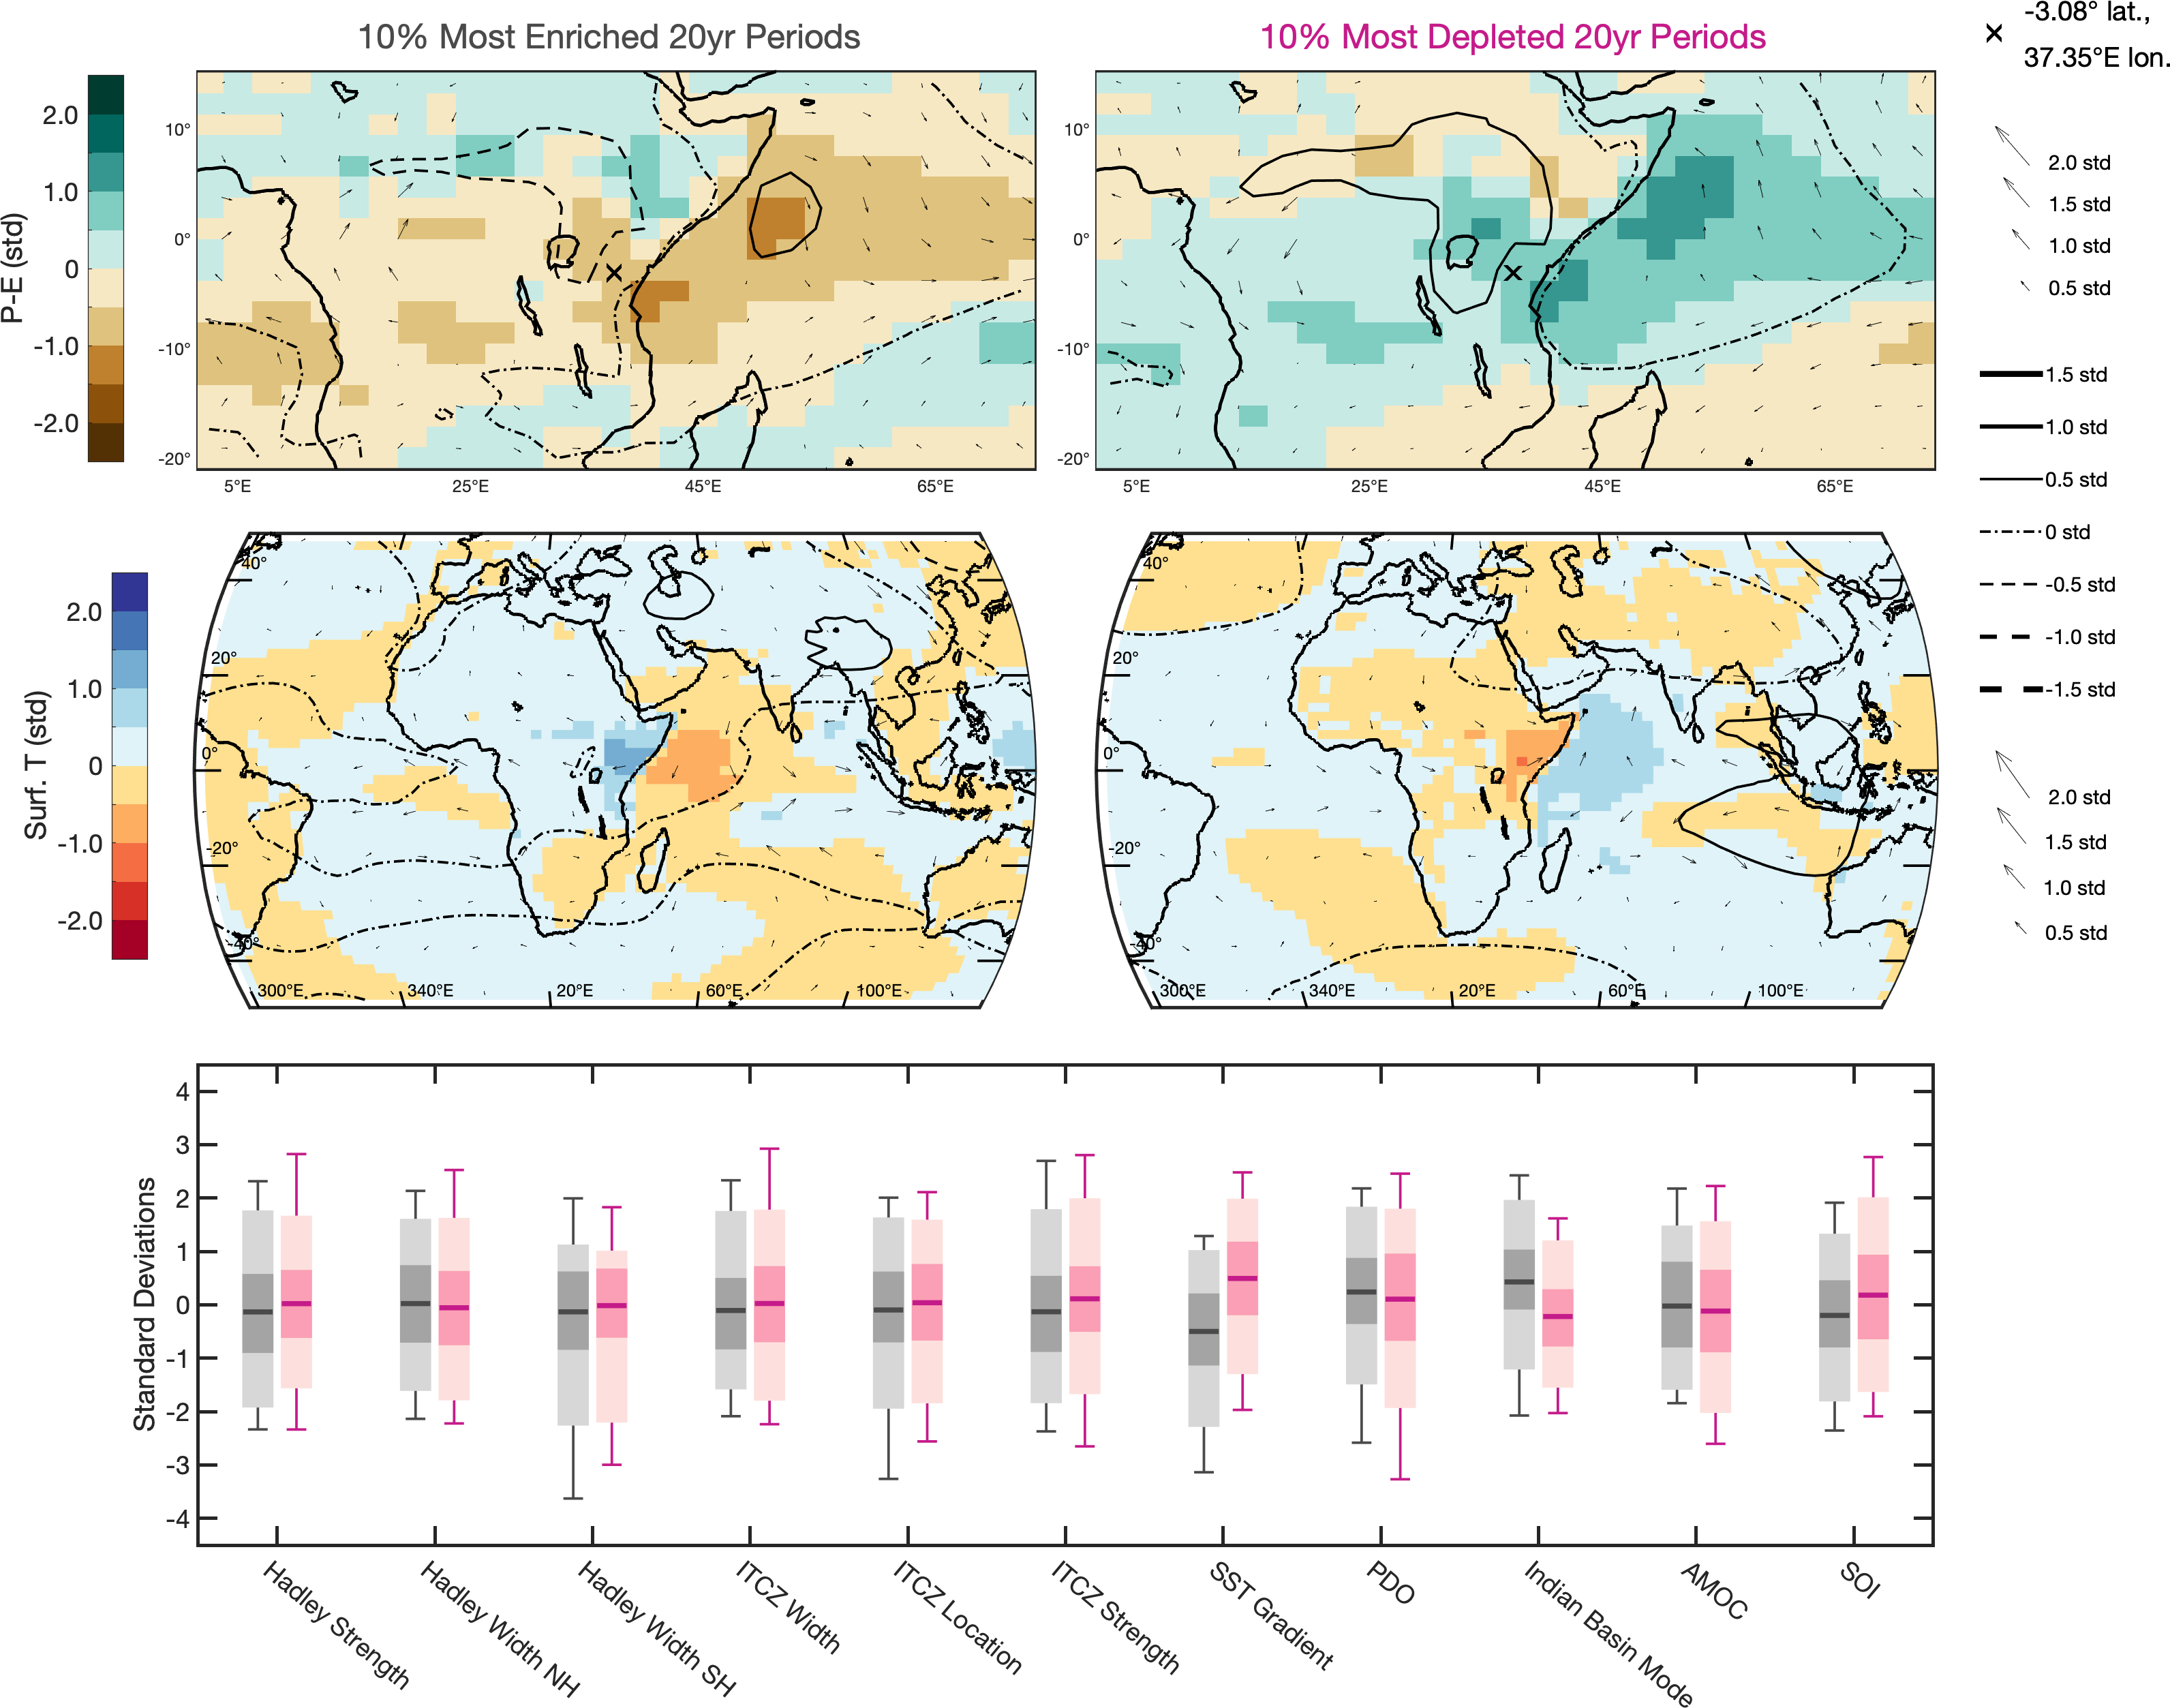 10% Most Enriched 20yr Periods
10% Most Depleted 20yr Periods
-3.08° lat.,
37.35°E lon.
P-E (std)
2.0
1.0
0
-1.0
-2.0
10°
0°
-10°
-20°
5°E
25°E
45°E
65°E
10°
0°
-10°
-20°
5°E
25°E
45°E
65°E
2.0 std
1.5 std
1.0 std
0.5 std
1.5 std
1.0 std
0.5 std
0 std
-0.5 std
-1.0 std
-1.5 std
Surf. T (std)
2.0
1.0
0
-1.0
-2.0
40°
20°
0°
-20°
-40°
300°E
340°E
20°E
60°E
100°E
40°
20°
0°
-20°
-40°
300°E
340°E
20°E
60°E
100°E
2.0 std
1.5 std
1.0 std
0.5 std
Standard Deviations
4
3
2
1
0
-1
-2
-3
-4
Hadley Strength
Hadley Width NH
Hadley Width SH
ITCZ Width
ITCZ Location
ITCZ Strength
SST Gradient
PDO
Indian Basin Mode
AMOC
SOI